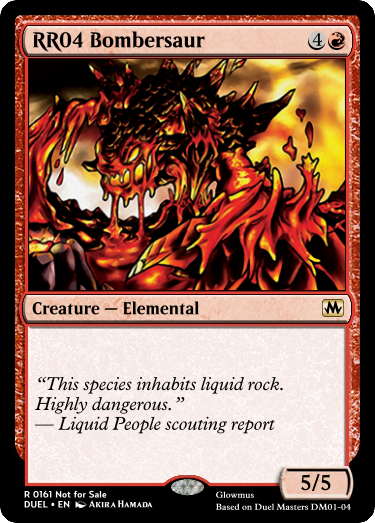 RR04 Bombersaur 4
Creature — Elemental M
“This species inhabits liquid rock.
Highly dangerous.”
— Liquid People scouting report
5/5
R 0161 Not for Sale
DUEL • EN Akira Hamada
Glowmus
Based on Duel Masters DM01-04